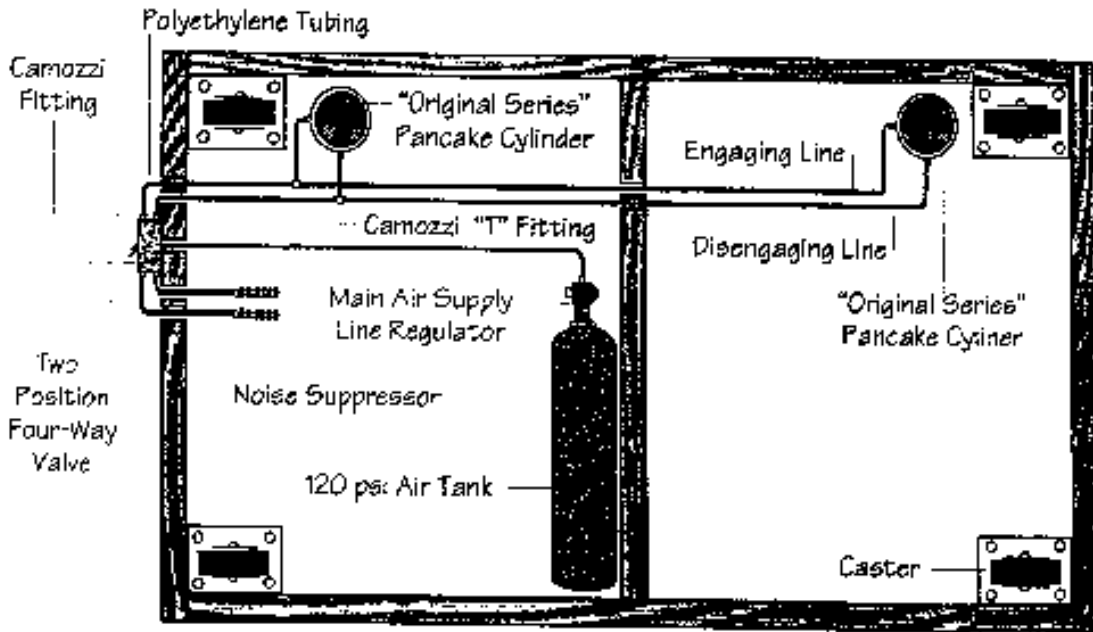 Polyethylene Tubing
Camozzi
Fitting
"Original Series"
Pancake Cylinder
Engaging Line
Camozzi "T" Fitting
Disengaging Line
Main Air Supply
Line Regulator
"Original Series"
Pancake Cyliner
Two
Position
Four-Way
Valve
Noise Suppressor
120 psi Air Tank
Caster